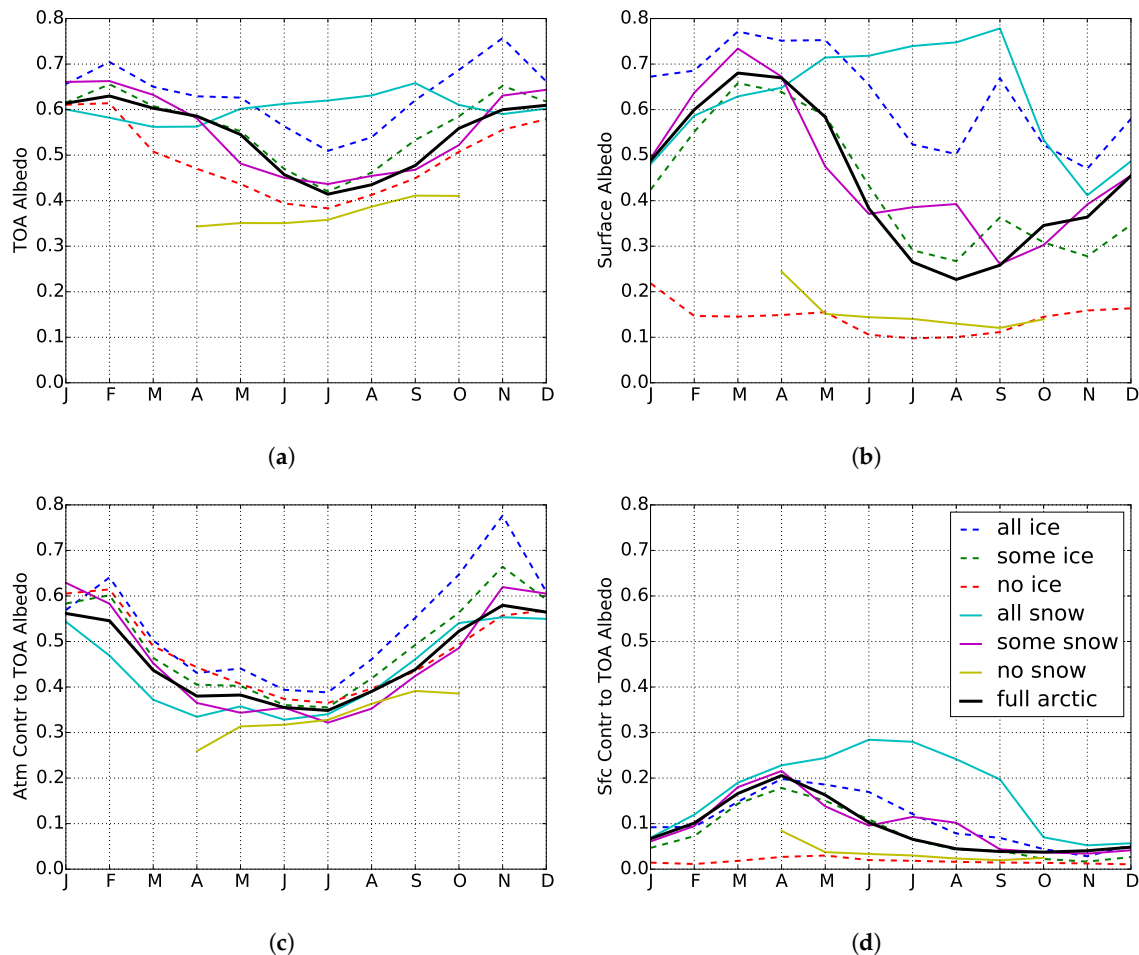 0.8
0.7
0.6
0.5
0.4
0.3
0.2
0.1
0.0
TOA Albedo
J F M A M J J A S O N D
(a)
0.8
0.7
0.6
0.5
0.4
0.3
0.2
0.1
0.0
Surface Albedo
J F M A M J J A S O N D
(b)
0.8
0.7
0.6
0.5
0.4
0.3
0.2
0.1
0.0
Atm Contr to TOA Albedo
J F M A M J J A S O N D
(c)
0.8
0.7
0.6
0.5
0.4
0.3
0.2
0.1
0.0
Sfc Contr to TOA Albedo
all ice
some ice
no ice
all snow
some snow
no snow
full arctic
J F M A M J J A S O N D
(d)